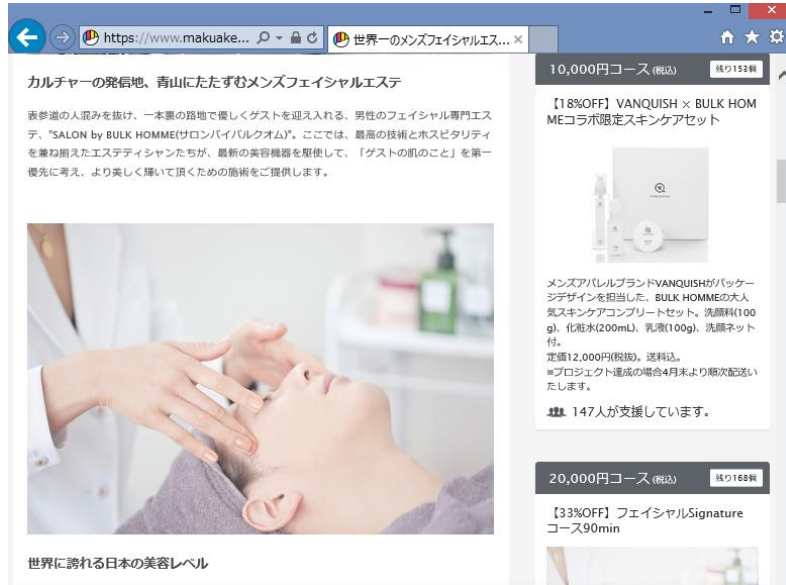 https://www.makuake...
世界一のメンズフェイシャルエス...
カルチャーの発信地、青山にたたずむメンズフェイシャルエステ
表参道の人混みを抜け、一本裏の路地で優しくゲストを迎え入れる、男性のフェイシャル専門エス
テ、"SALON by BULK HOMME(サロンバイバルクオム)"。ここでは、最高の技術とホスピタリティ
を兼ね揃えたエステティシャンたちが、最新の美容機器を駆使して、「ゲストの肌のこと」を第一
優先に考え、より美しく輝いて頂くための施術をご提供します。
世界に誇れる日本の美容レベル
10,000円コース(税込)
残り153個
【18%OFF】VANQUISH × BULK HOM
MEコラボ限定スキンケアセット
メンズアパレルブランドVANQUISHがパッケー
ジデザインを担当した、BULK HOMMEの大人
気スキンケアコンプリートセット。洗顔料(100
g)、化粧水(200mL)、乳液(100g)、洗顔ネット
付。
定価12,000円(税抜)。送料込。
※プロジェクト達成の場合4月末より順次配送い
たします。
147人が支援しています。
20,000円コース(税込)
残り168個
【33%OFF】フェイシャルSignature
コース90min